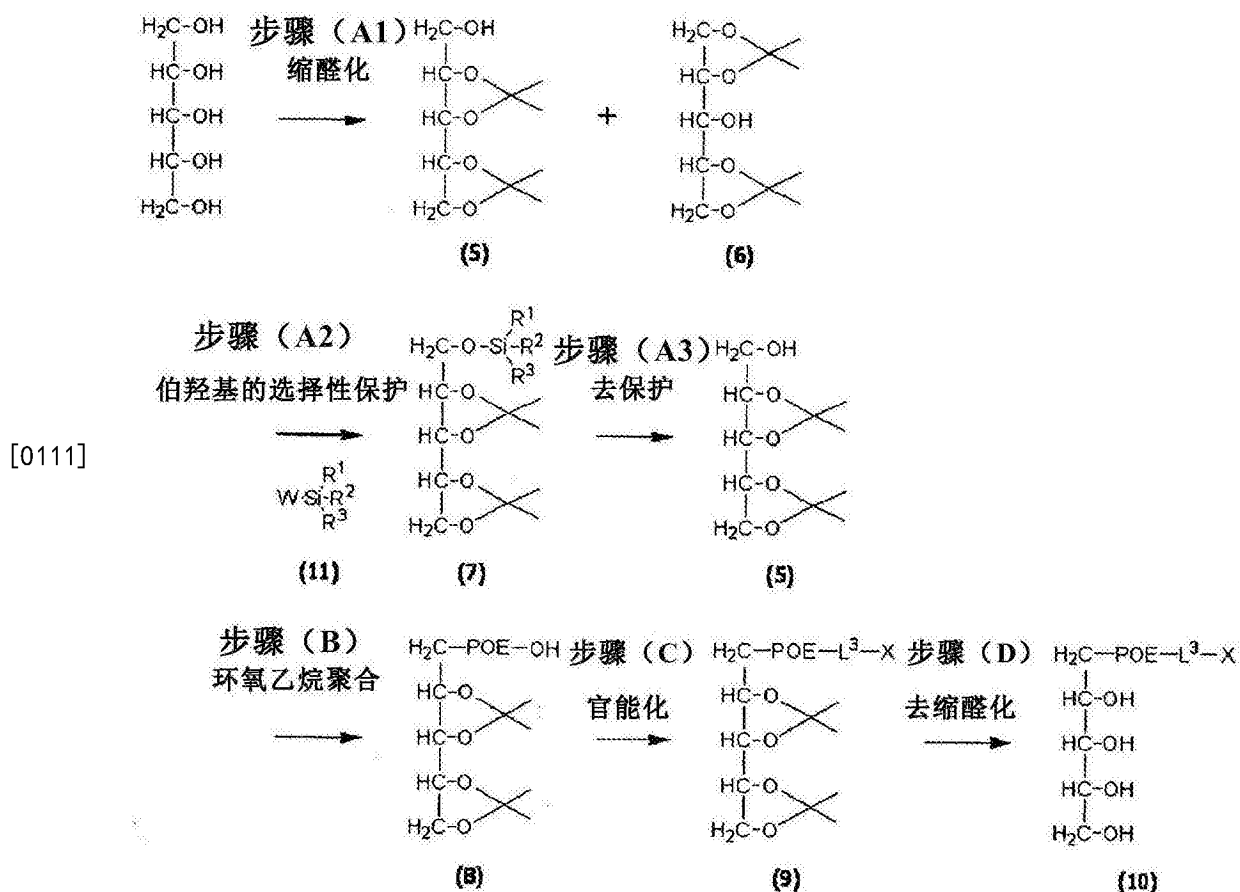 H₂C-OH 步骤（A1） H₂C-OH H₂C-O
HC-OH 缩醛化 HC-O HC-O
HC-OH HC-O + HC-OH
HC-OH HC-O HC-O
H₂C-OH H₂C-O H₂C-O
(5) (6)
[0111]
步骤（A2） H₂C-O-Si R¹ R² R³ 步骤（A3） H₂C-OH
伯羟基的选择性保护 HC-O 去保护 HC-O
HC-O HC-O
W-Si R¹ R² R³ HC-O HC-O
H₂C-O H₂C-O
(11) (7) (5)
步骤（B） H₂C-POE-OH 步骤（C） H₂C-POE-L³-X 步骤（D） H₂C-POE-L³-X
环氧乙烷聚合 HC-O 官能化 HC-O 去缩醛化 HC-OH
HC-O HC-O HC-OH
HC-O HC-O HC-OH
H₂C-O H₂C-O H₂C-OH
(8) (9) (10)